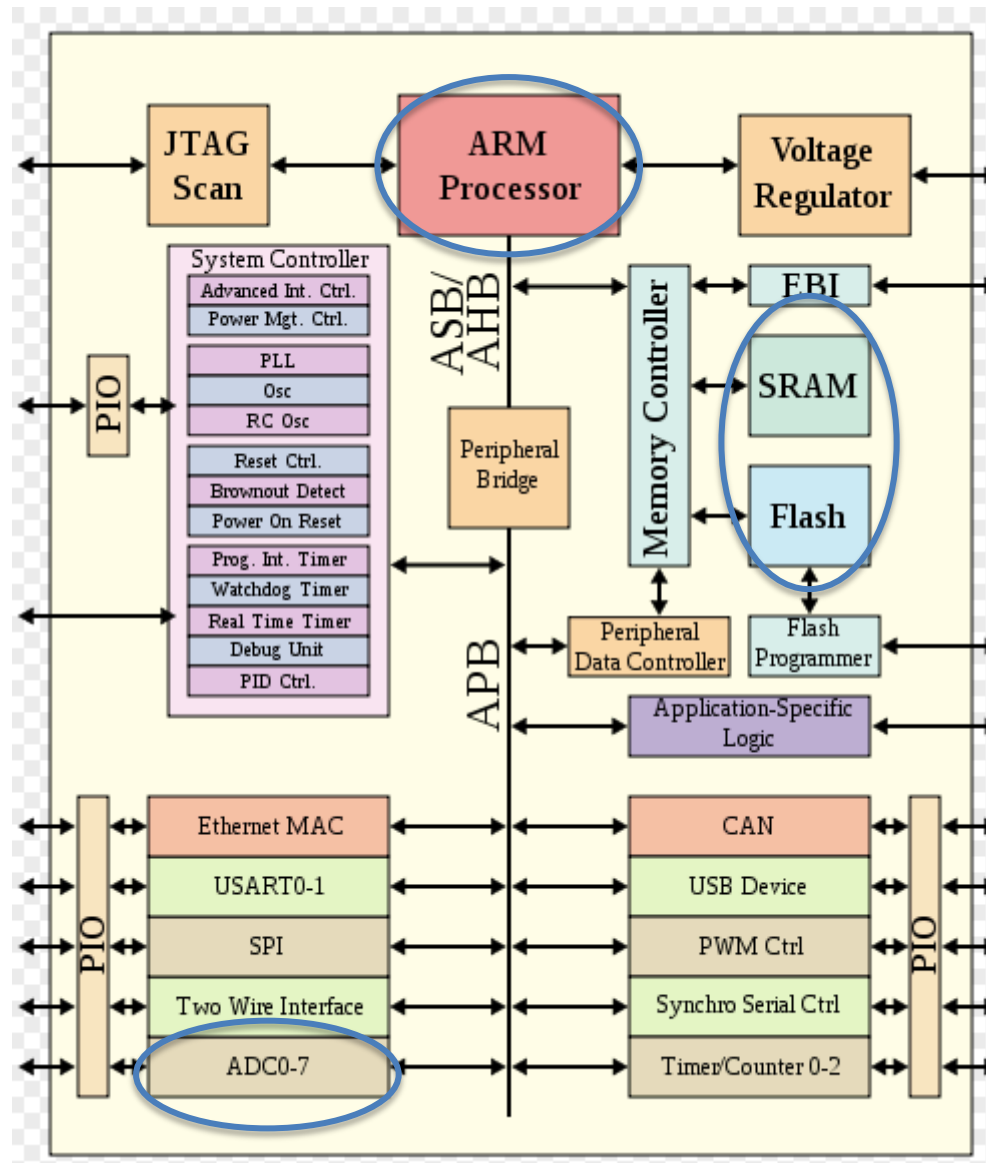 JTAG
Scan
ARM
Processor
Voltage
Regulator
System Controller
Advanced Int. Ctrl.
Power Mgt. Ctrl.
PLL
Osc
RC Osc
Reset Ctrl.
Brownout Detect
Power On Reset
Prog. Int. Timer
Watchdog Timer
Real Time Timer
Debug Unit
PID Ctrl.
PIO
ASB/
AHB
Peripheral
Bridge
APB
Memory Controller
EBI
SRAM
Flash
Peripheral
Data Controller
Flash
Programmer
Application-Specific
Logic
PIO
Ethernet MAC
USART0-1
SPI
Two Wire Interface
ADC0-7
CAN
USB Device
PWM Ctrl
Synchro Serial Ctrl
Timer/Counter 0-2
PIO